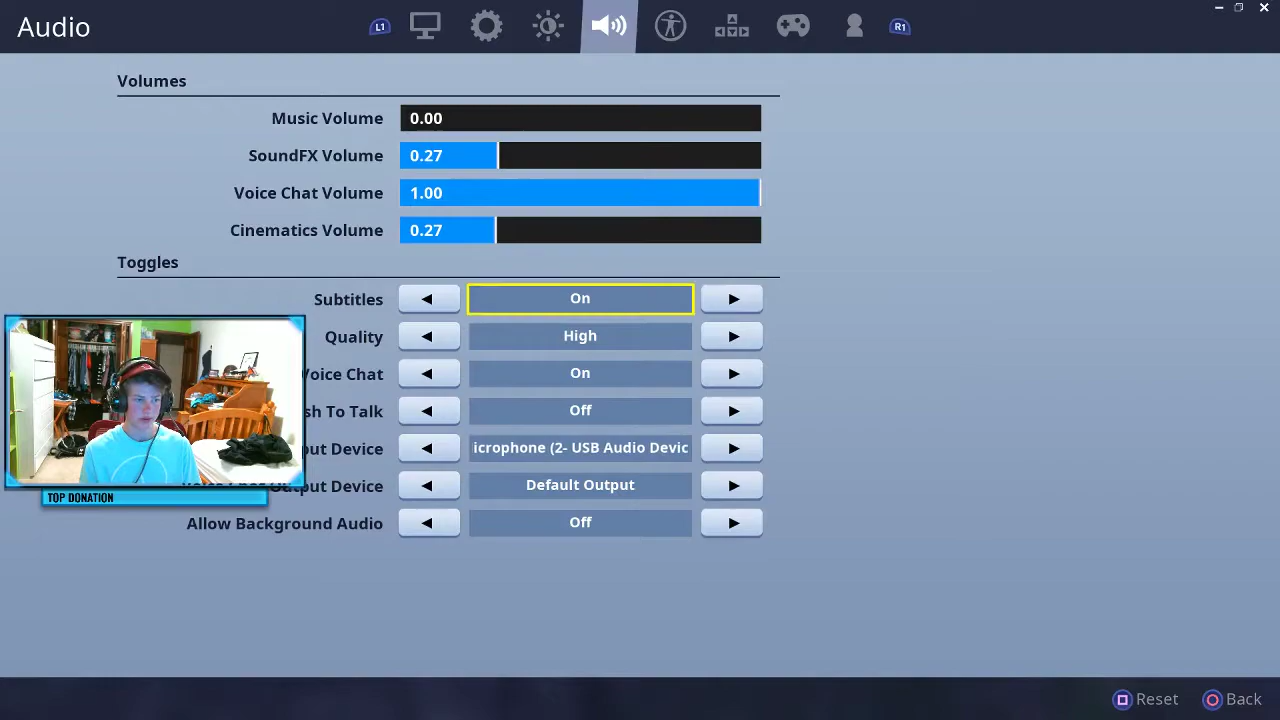 Audio
L1
R1
Volumes
Music Volume 0.00
SoundFX Volume 0.27
Voice Chat Volume 1.00
Cinematics Volume 0.27
Toggles
Subtitles On
Quality High
Voice Chat On
sh To Talk Off
put Device icrophone (2- USB Audio Devic
Output Device Default Output
TOP DONATION
Allow Background Audio Off
Reset Back